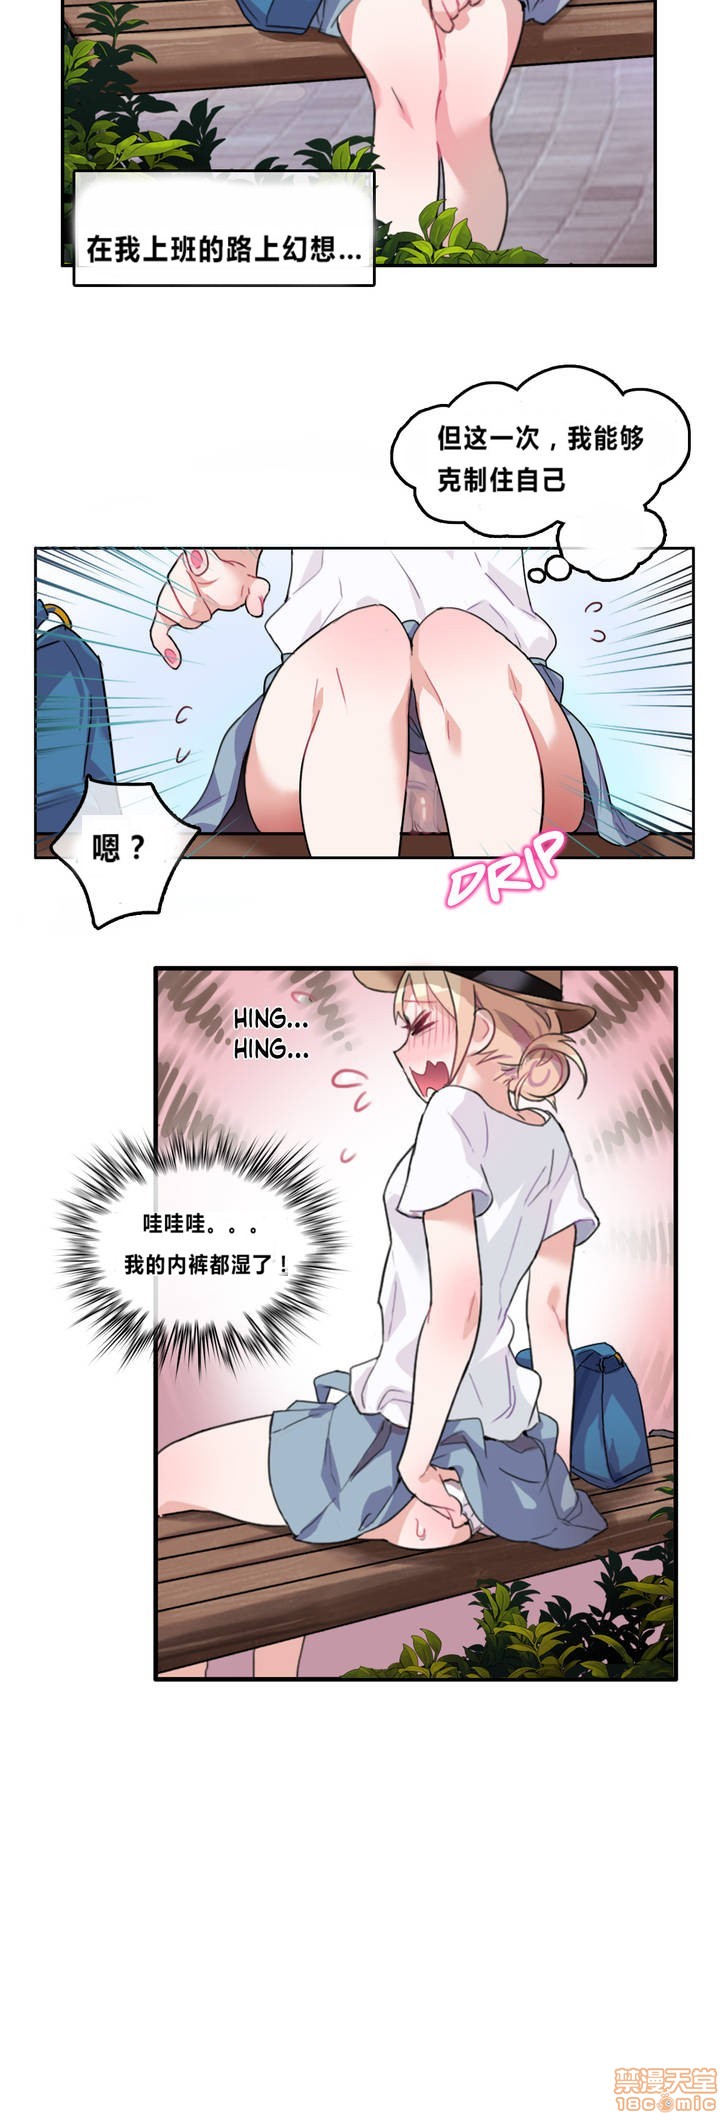 在我上班的路上幻想...
但这一次，我能够
克制住自己
嗯？
DRIP
HING...
HING...
哇哇哇。。。
我的内裤都湿了！
禁漫天堂
18comic